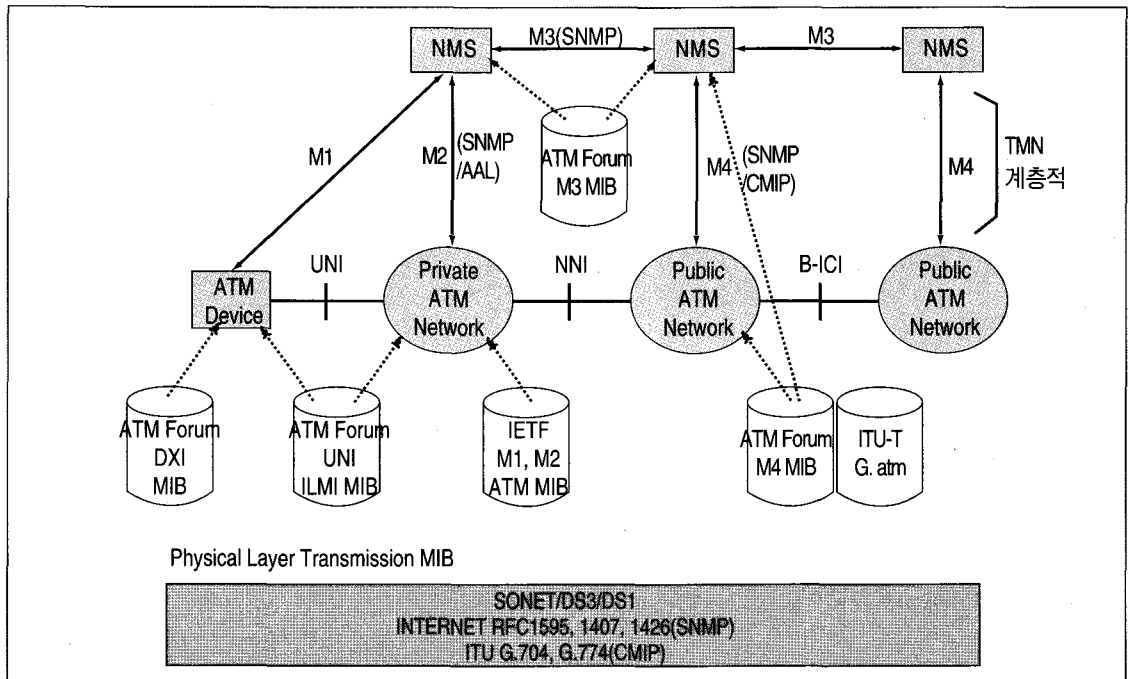 NMS
M3(SNMP)
NMS
M3
NMS
M1
M2
(SNMP
/AAL)
ATM Forum
M3 MIB
M4
(SNMP
/CMIP)
M4
TMN
계층적
ATM
Device
UNI
Private
ATM
Network
NNI
Public
ATM
Network
B-ICI
Public
ATM
Network
ATM Forum
DXI
MIB
ATM Forum
UNI
ILMI MIB
IETF
M1, M2
ATM MIB
ATM Forum
M4 MIB
ITU-T
G. atm
Physical Layer Transmission MIB
SONET/DS3/DS1
INTERNET RFC1595, 1407, 1426(SNMP)
ITU G.704, G.774(CMIP)